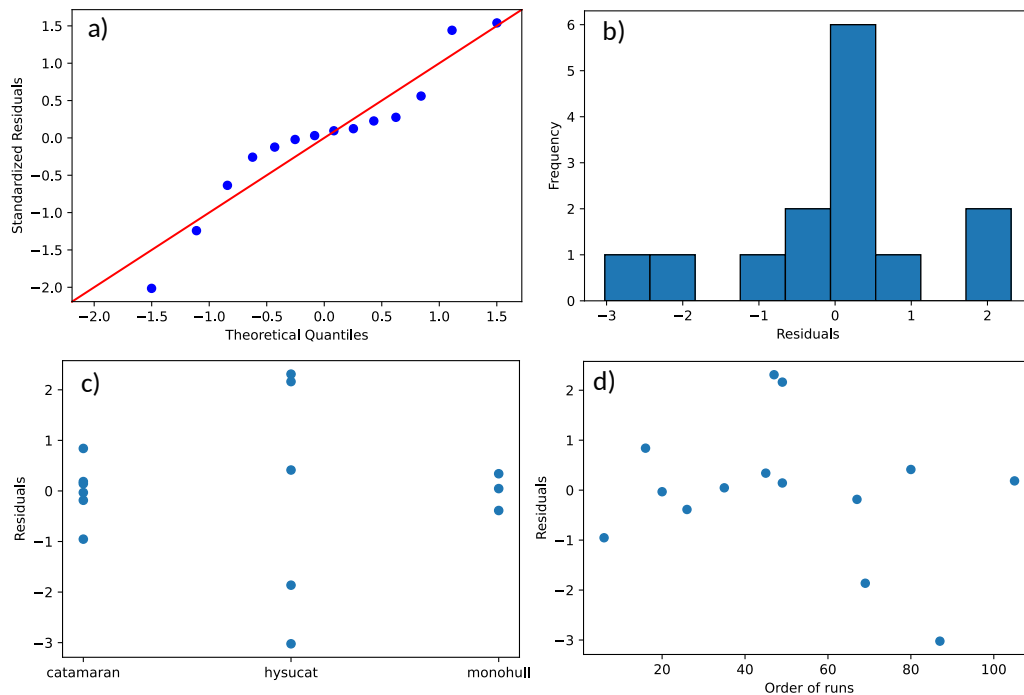 a)
Standardized Residuals
1.5
1.0
0.5
0.0
−0.5
−1.0
−1.5
−2.0
−2.0 −1.5 −1.0 −0.5 0.0 0.5 1.0 1.5
Theoretical Quantiles
b)
Frequency
6
5
4
3
2
1
0
−3 −2 −1 0 1 2
Residuals
c)
Residuals
2
1
0
−1
−2
−3
catamaran hysucat monohull
d)
Residuals
2
1
0
−1
−2
−3
20 40 60 80 100
Order of runs